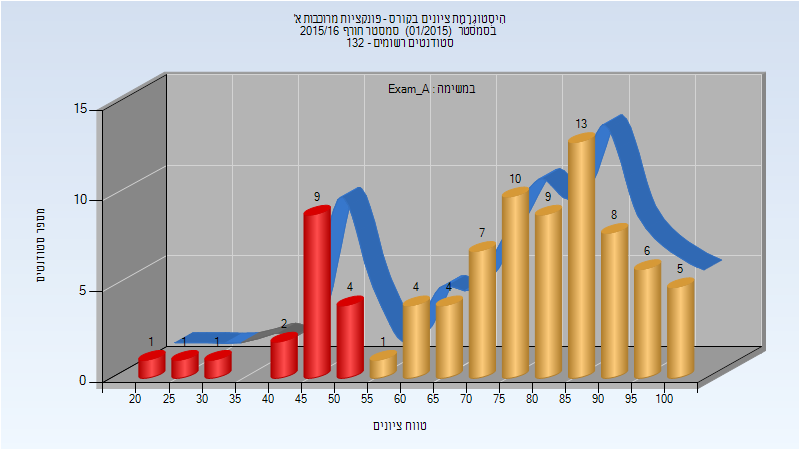 היסטוגרמת ציונים בקורס - פונקציות מרוכבות א'
בסמסטר (01/2015) סמסטר חורף 2015/16
סטודנטים רשומים - 132
במשימה : Exam_A
מספר סטודנטים
15
10
5
0
1 1 1 2 9 4 1 4 4 7 10 9 13 8 6 5
20 25 30 35 40 45 50 55 60 65 70 75 80 85 90 95 100
טווח ציונים